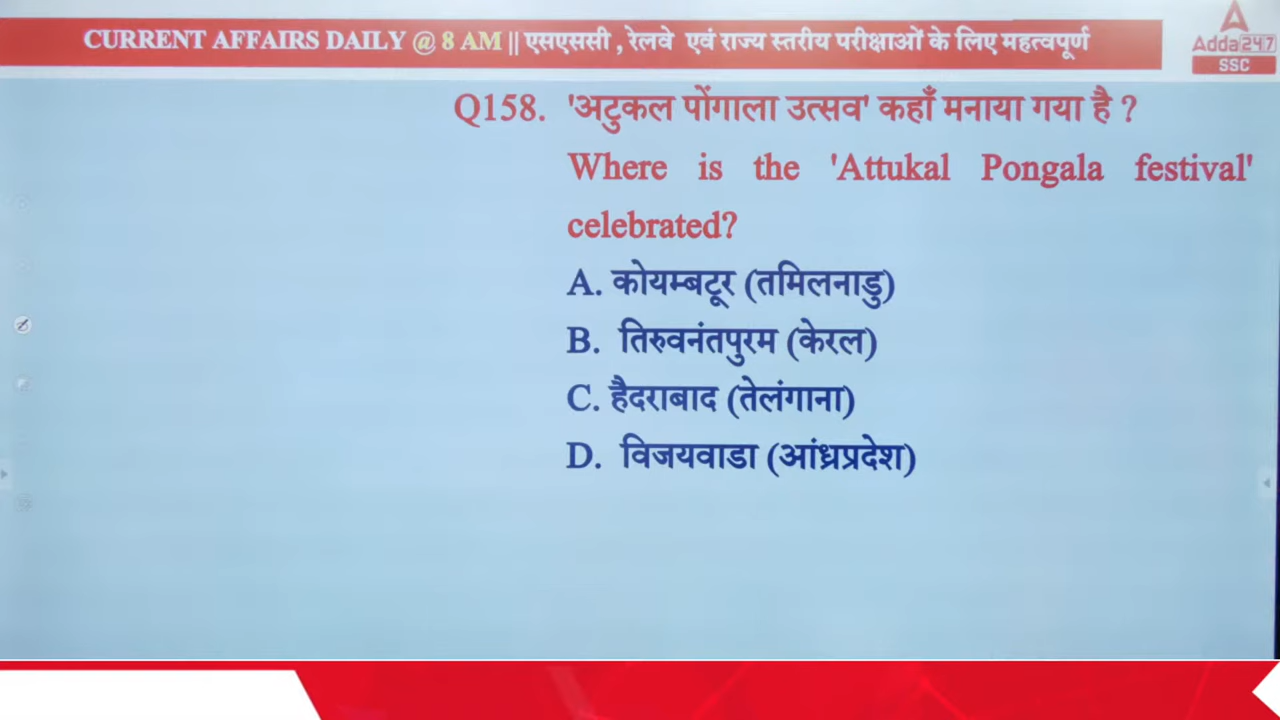 CURRENT AFFAIRS DAILY @ 8 AM || एसएससी , रेलवे एवं राज्य स्तरीय परीक्षाओं के लिए महत्वपूर्ण
Adda247
SSC
Q158. 'अटुकल पोंगाला उत्सव' कहाँ मनाया गया है ?
Where is the 'Attukal Pongala festival'
celebrated?
A. कोयम्बटूर (तमिलनाडु)
B. तिरुवनंतपुरम (केरल)
C. हैदराबाद (तेलंगाना)
D. विजयवाडा (आंध्रप्रदेश)